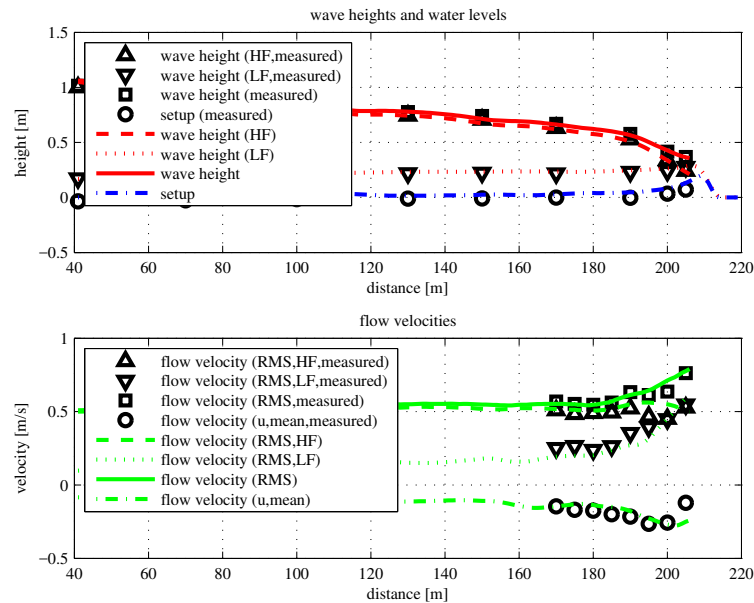 wave heights and water levels
1.5
1
0.5
0
−0.5
height [m]
wave height (HF,measured)
wave height (LF,measured)
wave height (measured)
setup (measured)
wave height (HF)
wave height (LF)
wave height
setup
40 60 80 100 120 140 160 180 200 220
distance [m]
flow velocities
1
0.5
0
−0.5
velocity [m/s]
flow velocity (RMS,HF,measured)
flow velocity (RMS,LF,measured)
flow velocity (RMS,measured)
flow velocity (u,mean,measured)
flow velocity (RMS,HF)
flow velocity (RMS,LF)
flow velocity (RMS)
flow velocity (u,mean)
40 60 80 100 120 140 160 180 200 220
distance [m]